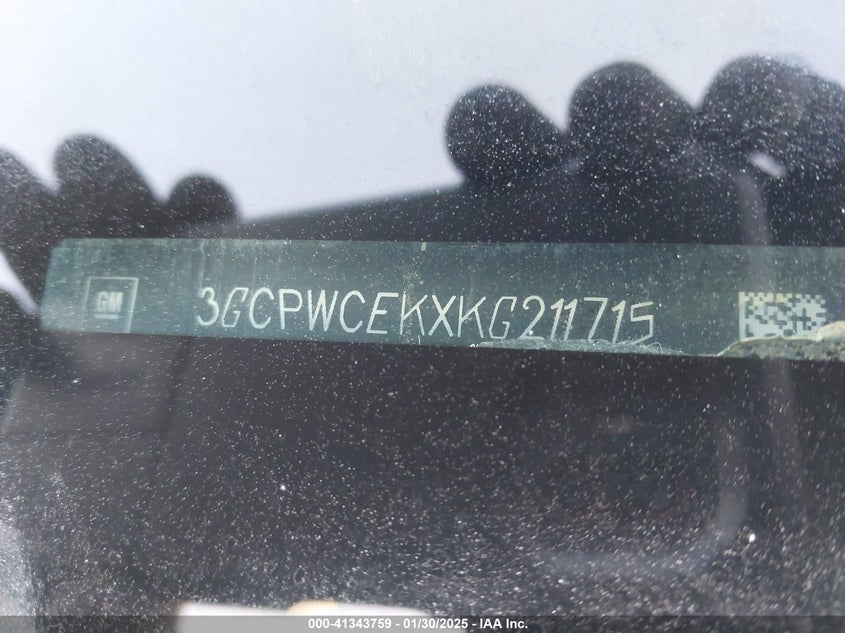 GM 3GCPWCEKXKG211715
000-41343759 — 01/30/2025 — IAA Inc.